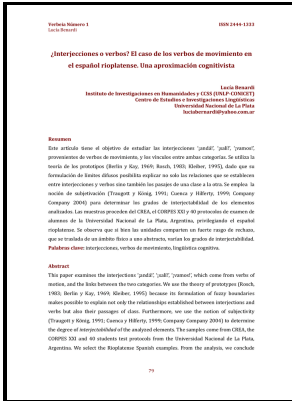 Verbeia Número 1 ISSN 2444-1333
Lucía Benardi
¿Interjecciones o verbos? El caso de los verbos de movimiento en
el español rioplatense. Una aproximación cognitivista
Lucía Benardi
Instituto de Investigaciones en Humanidades y CCSS (UNLP-CONICET)
Centro de Estudios e Investigaciones Lingüísticas
Universidad Nacional de La Plata
luciabernardi@yahoo.com.ar
Resumen
Este artículo tiene el objetivo de estudiar las interjecciones '¡andá!', '¡salí!', '¡vamos!',
provenientes de verbos de movimiento, y los vínculos entre ambas categorías. Se utiliza la
teoría de los prototipos (Berlin y Kay, 1969; Rosch, 1983; Kleiber, 1995), dado que su
formulación de límites difusos posibilita explicar no solo las relaciones que se establecen
entre interjecciones y verbos sino también los pasajes de una clase a la otra. Se emplea la
noción de subjetivación (Traugott y König, 1991; Cuenca y Hilferty, 1999; Company
Company 2004) para determinar los grados de interjectabilidad de los elementos
analizados. Las muestras proceden del CREA, el CORPES XXI y 40 protocolos de examen de
alumnos de la Universidad Nacional de La Plata, Argentina, privilegiando el español
rioplatense. Se observa que si bien las unidades comparten un fuerte rasgo de rechazo,
que se traslada de un ámbito físico a uno abstracto, varían los grados de interjectabilidad.
Palabras clave: interjecciones, verbos, movimiento, lingüística cognitiva.
Abstract
This paper examines the interjections '¡andá!', '¡salí!', '¡vamos!', which come from verbs of
motion, and the links between the two categories. We use the theory of prototypes (Rosch,
1983; Berlin y Kay, 1969, Kleiber, 1995) because its formulation of fuzzy boundaries
makes possible to explain not only the relationships established between interjections and
verbs but also their passages of class. Furthermore, we use the notion of subjectivity
(Traugott y König, 1991; Cuenca y Hilferty, 1999; Company Company 2004) to determine
the degree of interjectabilidad of the analyzed elements. The samples come from CREA, the
CORPES XXI and 40 students test protocols from the Universidad Nacional de La Plata,
Argentina. We select the Rioplatense Spanish examples. From the analysis, we conclude
79